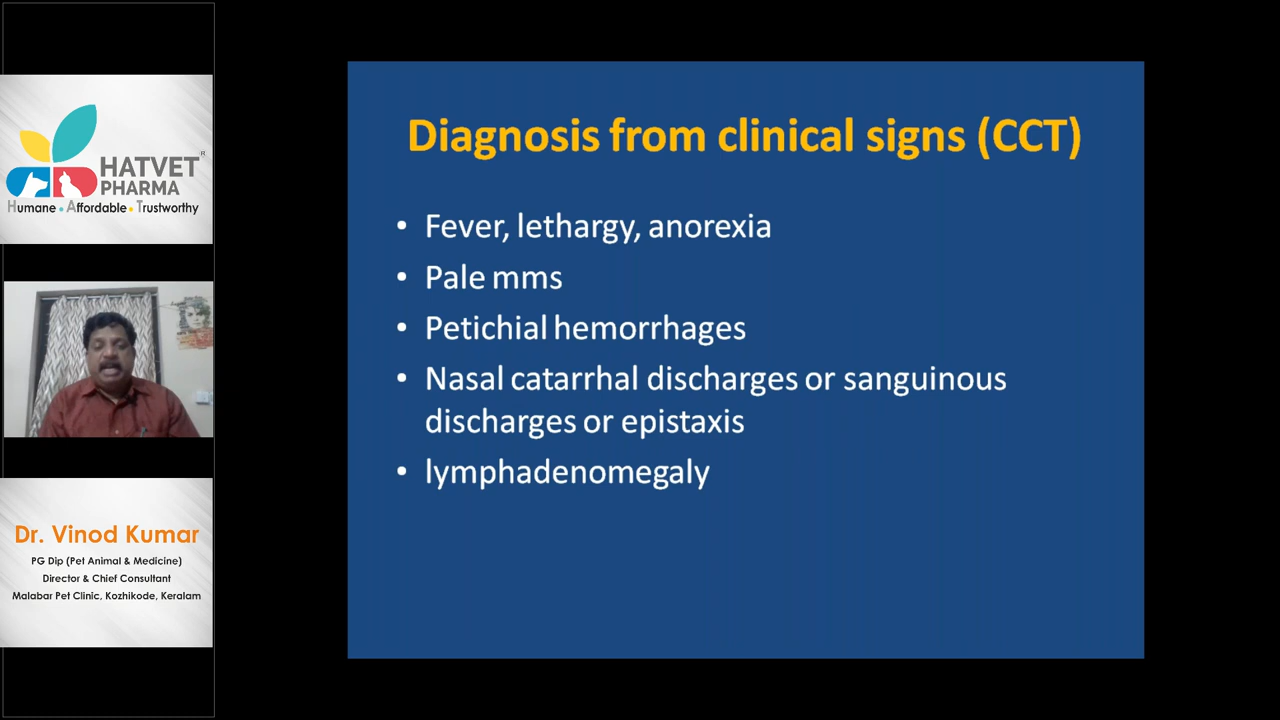 HATVET®
PHARMA
Humane • Affordable • Trustworthy
Dr. Vinod Kumar
PG Dip (Pet Animal & Medicine)
Director & Chief Consultant
Malabar Pet Clinic, Kozhikode, Keralam
Diagnosis from clinical signs (CCT)
• Fever, lethargy, anorexia
• Pale mms
• Petichial hemorrhages
• Nasal catarrhal discharges or sanguinous
discharges or epistaxis
• lymphadenomegaly